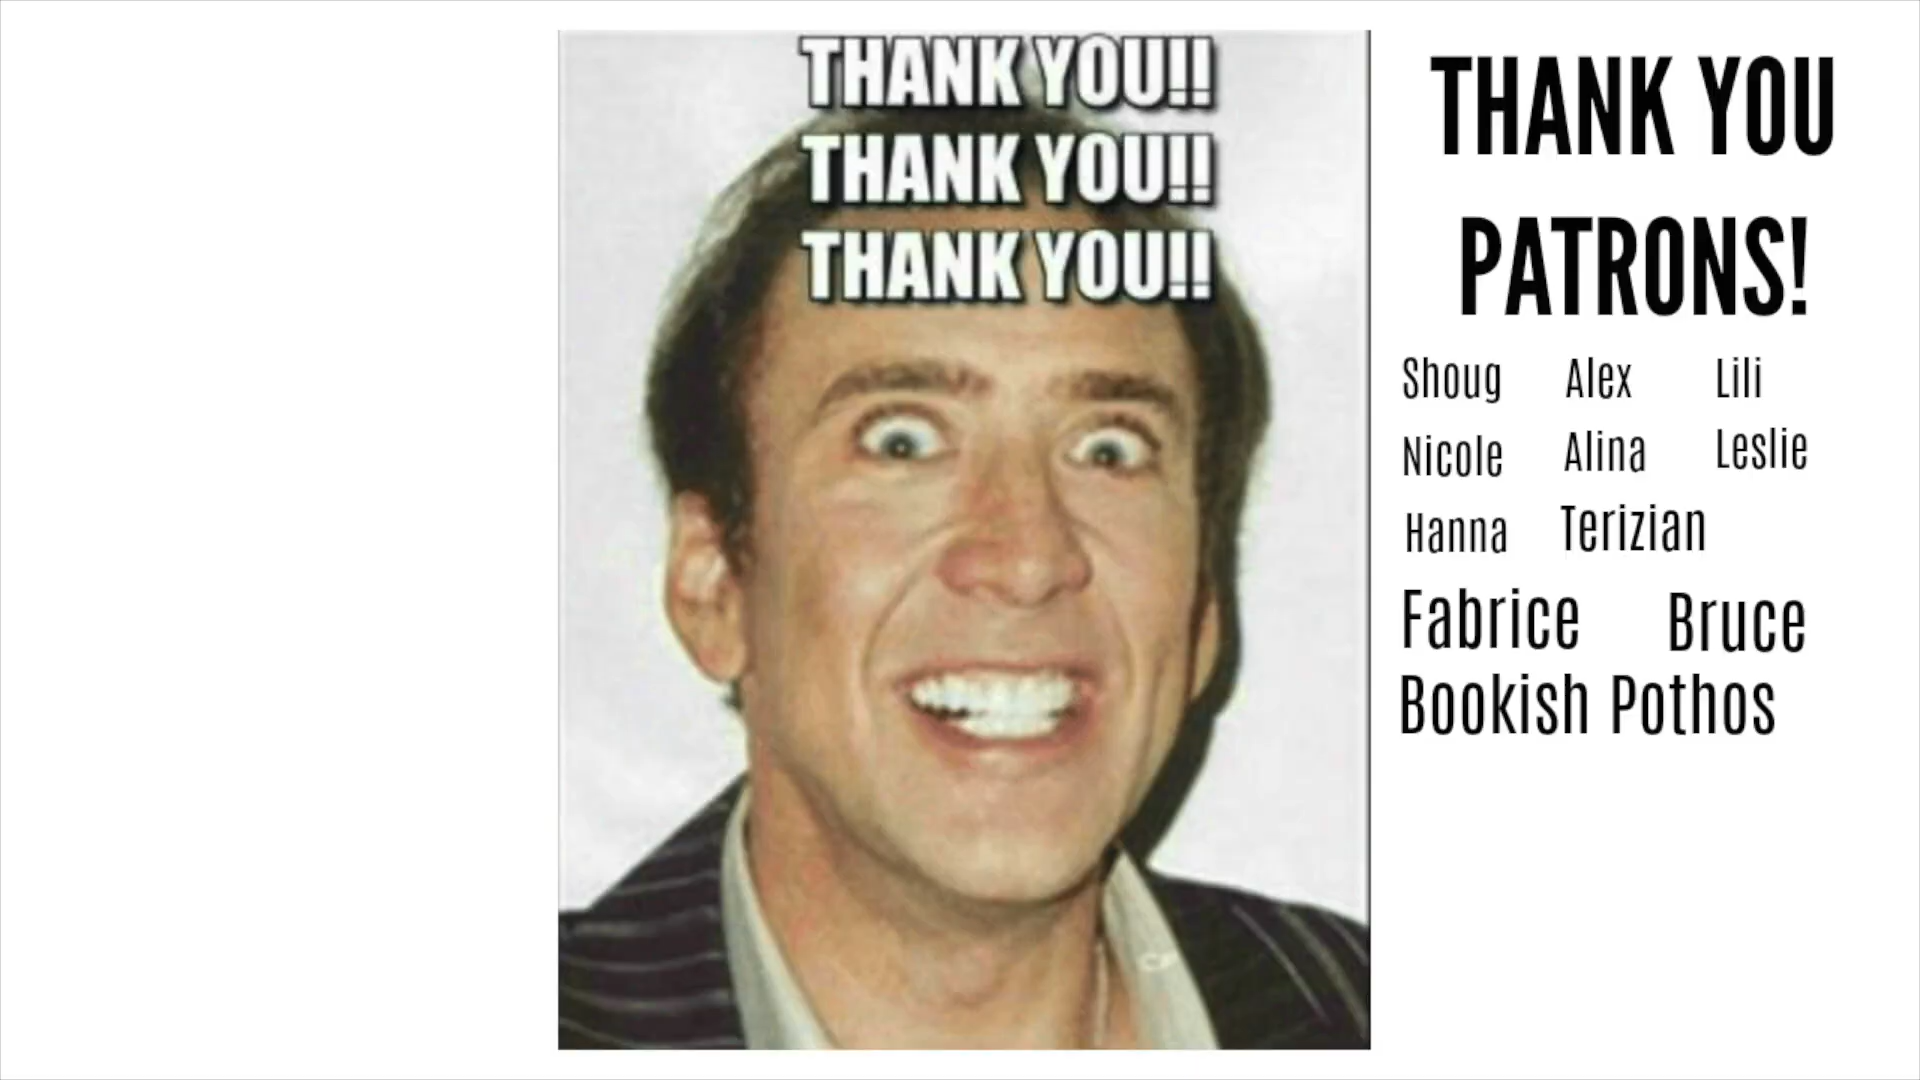 THANK YOU!!
THANK YOU!!
THANK YOU!!
THANK YOU
PATRONS!
Shoug Alex Lili
Nicole Alina Leslie
Hanna Terizian
Fabrice Bruce
Bookish Pothos